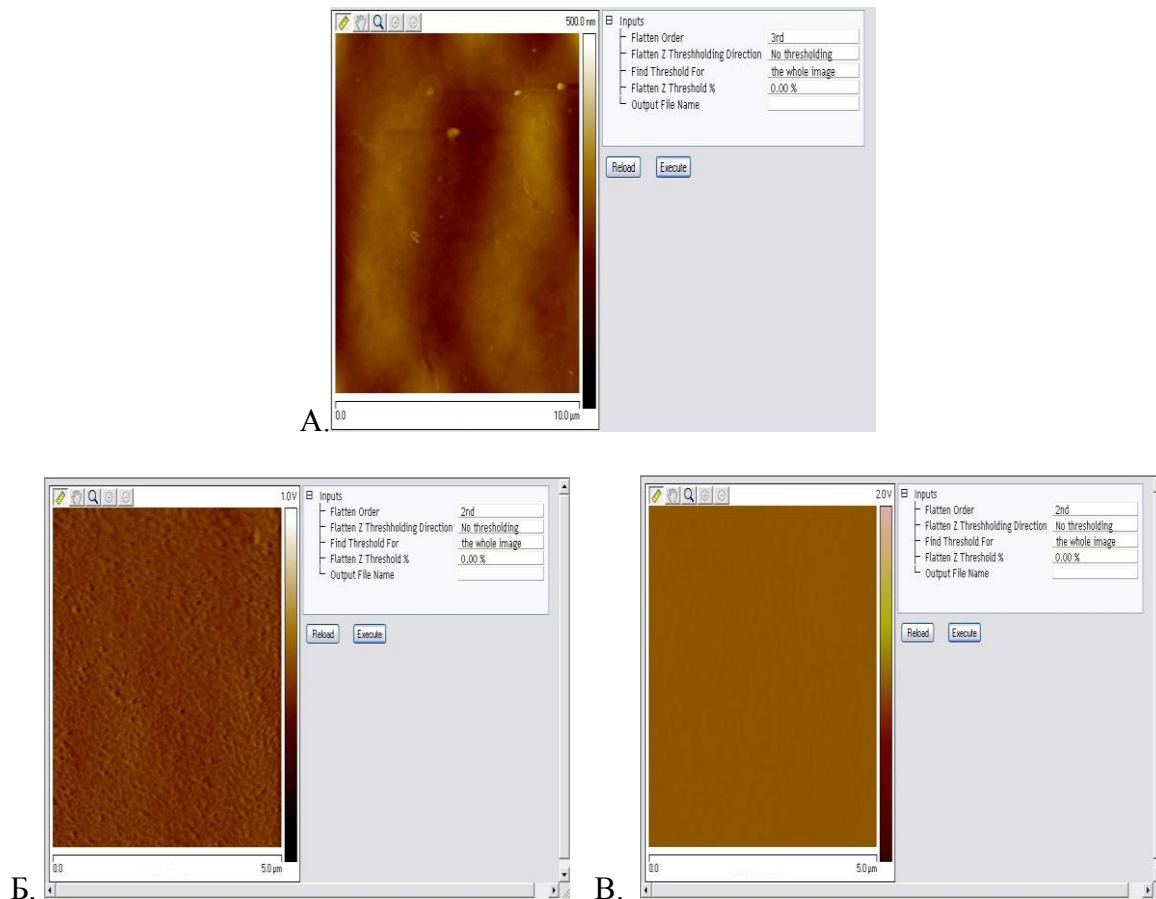 500.0 nm
Inputs
Flatten Order 3rd
Flatten Z Threshholding Direction No thresholding
Find Threshold For the whole image
Flatten Z Threshold % 0.00 %
Output File Name
Reload Execute
0.0 10.0 µm
А.
1.0 V
Inputs
Flatten Order 2nd
Flatten Z Threshholding Direction No thresholding
Find Threshold For the whole image
Flatten Z Threshold % 0.00 %
Output File Name
Reload Execute
0.0 5.0 µm
Б.
2.0 V
Inputs
Flatten Order 2nd
Flatten Z Threshholding Direction No thresholding
Find Threshold For the whole image
Flatten Z Threshold % 0.00 %
Output File Name
Reload Execute
0.0 5.0 µm
В.